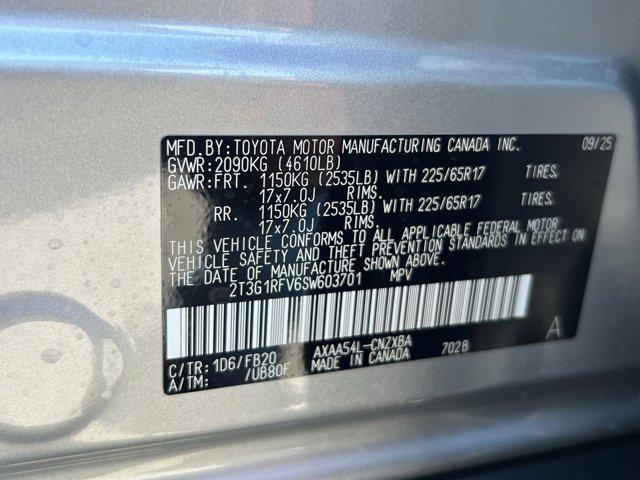 MFD.BY:TOYOTA MOTOR MANUFACTURING CANADA INC. 09/25
GVWR:2090KG (4610LB)
GAWR:FRT. 1150KG (2535LB) WITH 225/65R17 TIRES.
17x7.0J RIMS.
RR. 1150KG (2535LB) WITH 225/65R17 TIRES.
17x7.0J RIMS.
THIS VEHICLE CONFORMS TO ALL APPLICABLE FEDERAL MOTOR
VEHICLE SAFETY AND THEFT PREVENTION STANDARDS IN EFFECT ON
THE DATE OF MANUFACTURE SHOWN ABOVE.
2T3G1RFV6SW603701 MPV
C/TR:1D6/FB20 AXAA54L-CNZXBA 702B A
A/TM: /UB80F MADE IN CANADA